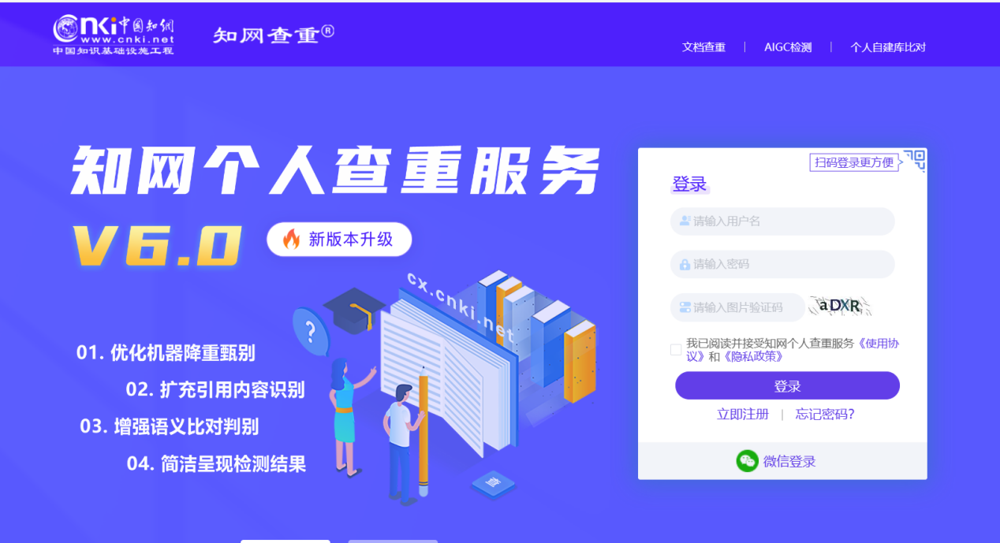 cnki中国知网
www.cnki.net
中国知识基础设施工程
知网查重®
文档查重 | AIGC检测 | 个人自建库比对
知网个人查重服务
V6.0
新版本升级
cx.cnki.net
01. 优化机器降重甄别
02. 扩充引用内容识别
03. 增强语义比对判别
04. 简洁呈现检测结果
?
查
扫码登录更方便
登录
请输入用户名
请输入密码
请输入图片验证码
aDXR
我已阅读并接受知网个人查重服务《使用协
议》和《隐私政策》
登录
立即注册 | 忘记密码?
微信登录